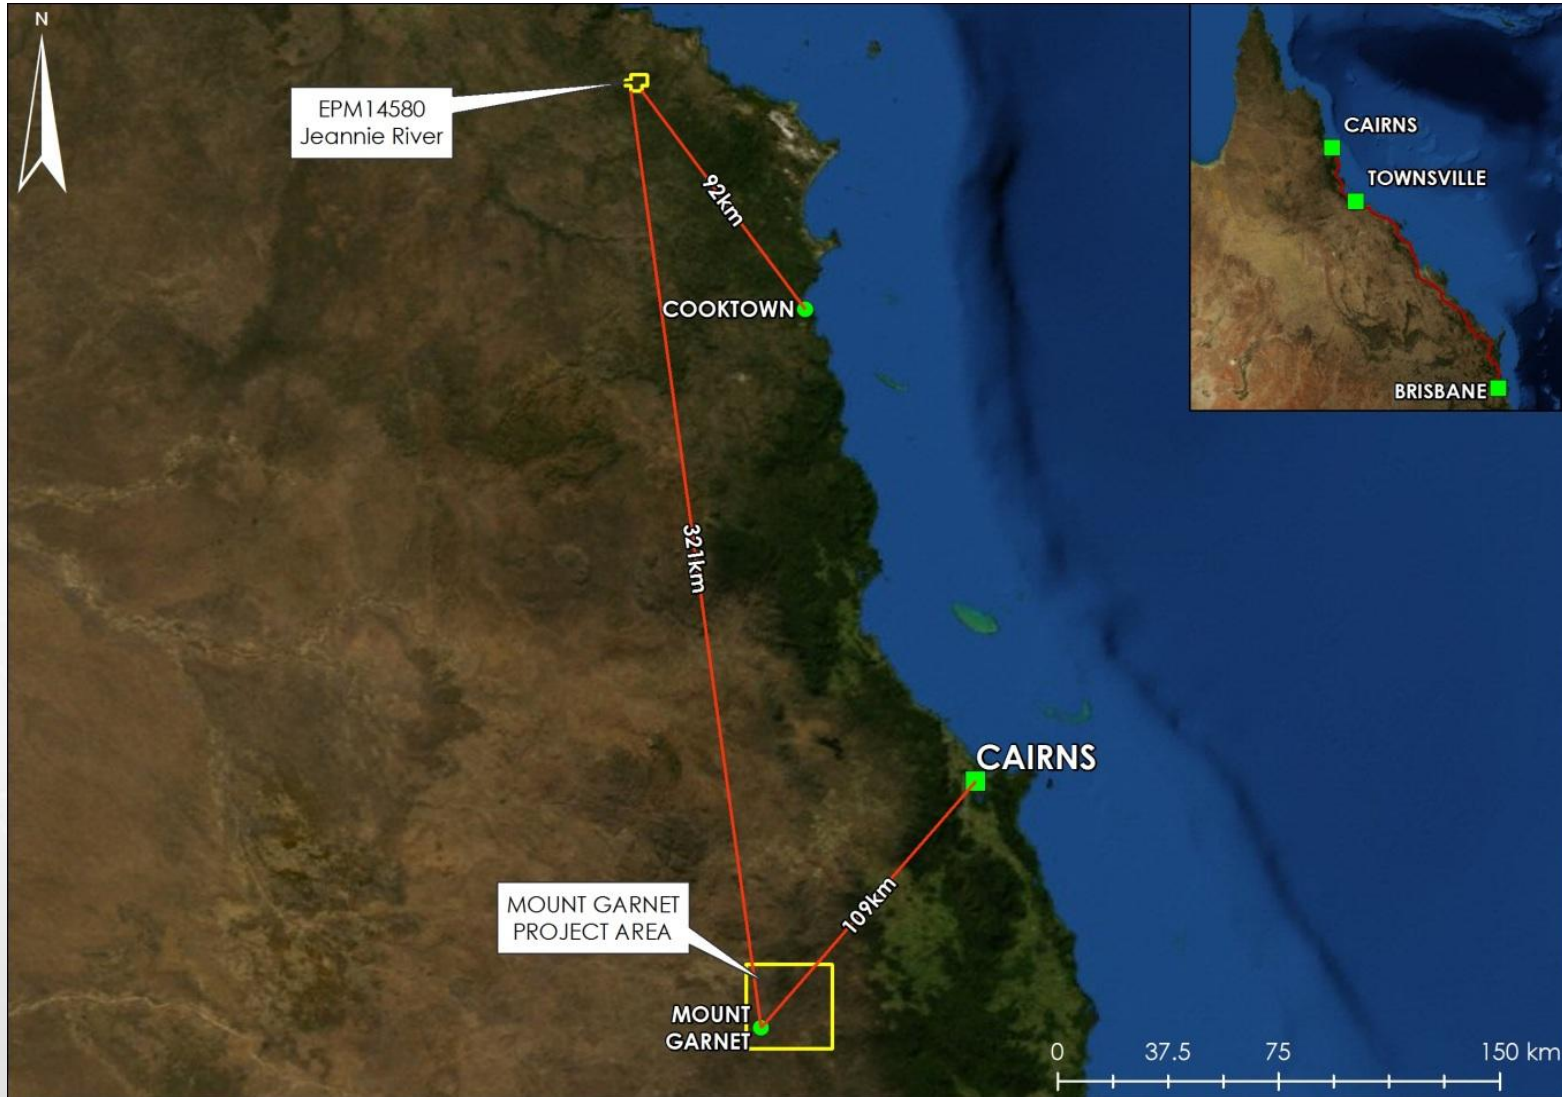 N
EPM14580
Jeannie River
92km
COOKTOWN
321km
CAIRNS
109km
MOUNT GARNET
PROJECT AREA
MOUNT
GARNET
0 37.5 75 150 km
CAIRNS
TOWNSVILLE
BRISBANE